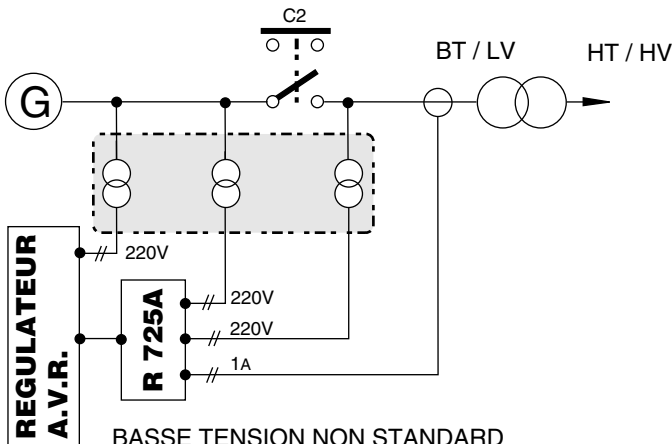 C2
BT / LV
HT / HV
G
220V
220V
220V
1A
REGULATEUR
A.V.R.
R 725A
BASSE TENSION NON STANDARD